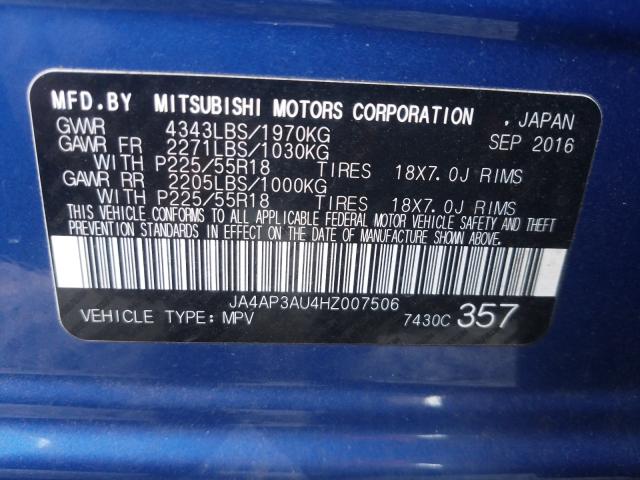 MFD.BY MITSUBISHI MOTORS CORPORATION . JAPAN
GVWR 4343LBS/1970KG SEP 2016
GAWR FR 2271LBS/1030KG
WITH P225/55R18 TIRES 18X7.0J RIMS
GAWR RR 2205LBS/1000KG
WITH P225/55R18 TIRES 18X7.0J RIMS
THIS VEHICLE CONFORMS TO ALL APPLICABLE FEDERAL MOTOR VEHICLE SAFETY AND THEFT
PREVENTION STANDARDS IN EFFECT ON THE DATE OF MANUFACTURE SHOWN ABOVE.
JA4AP3AU4HZ007506
VEHICLE TYPE: MPV 7430C 357